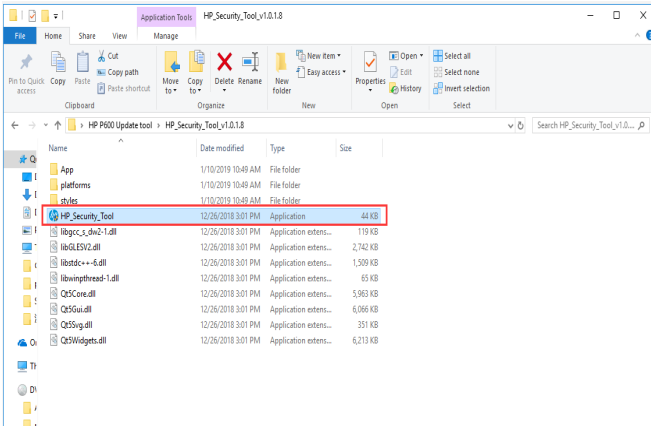 Application Tools HP_Security_Tool_v1.0.1.8
File Home Share View Manage
Pin to Quick access
Copy
Paste
Cut
Copy path
Paste shortcut
Clipboard
Move to
Copy to
Delete
Rename
Organize
New folder
New item
Easy access
New
Properties
Open
Edit
History
Open
Select all
Select none
Invert selection
Select
HP P600 Update tool > HP_Security_Tool_v1.0.1.8
Search HP_Security_Tool_v1.0....
Name Date modified Type Size
App 1/10/2019 10:49 AM File folder
platforms 1/10/2019 10:49 AM File folder
styles 1/10/2019 10:49 AM File folder
HP_Security_Tool 12/26/2018 3:01 PM Application 44 KB
libgcc_s_dw2-1.dll 12/26/2018 3:01 PM Application extens... 119 KB
libGLESV2.dll 12/26/2018 3:01 PM Application extens... 2,742 KB
libstdc++-6.dll 12/26/2018 3:01 PM Application extens... 1,509 KB
libwinpthread-1.dll 12/26/2018 3:01 PM Application extens... 65 KB
Qt5Core.dll 12/26/2018 3:01 PM Application extens... 5,963 KB
Qt5Gui.dll 12/26/2018 3:01 PM Application extens... 6,066 KB
Qt5Svg.dll 12/26/2018 3:01 PM Application extens... 351 KB
Qt5Widgets.dll 12/26/2018 3:01 PM Application extens... 6,213 KB